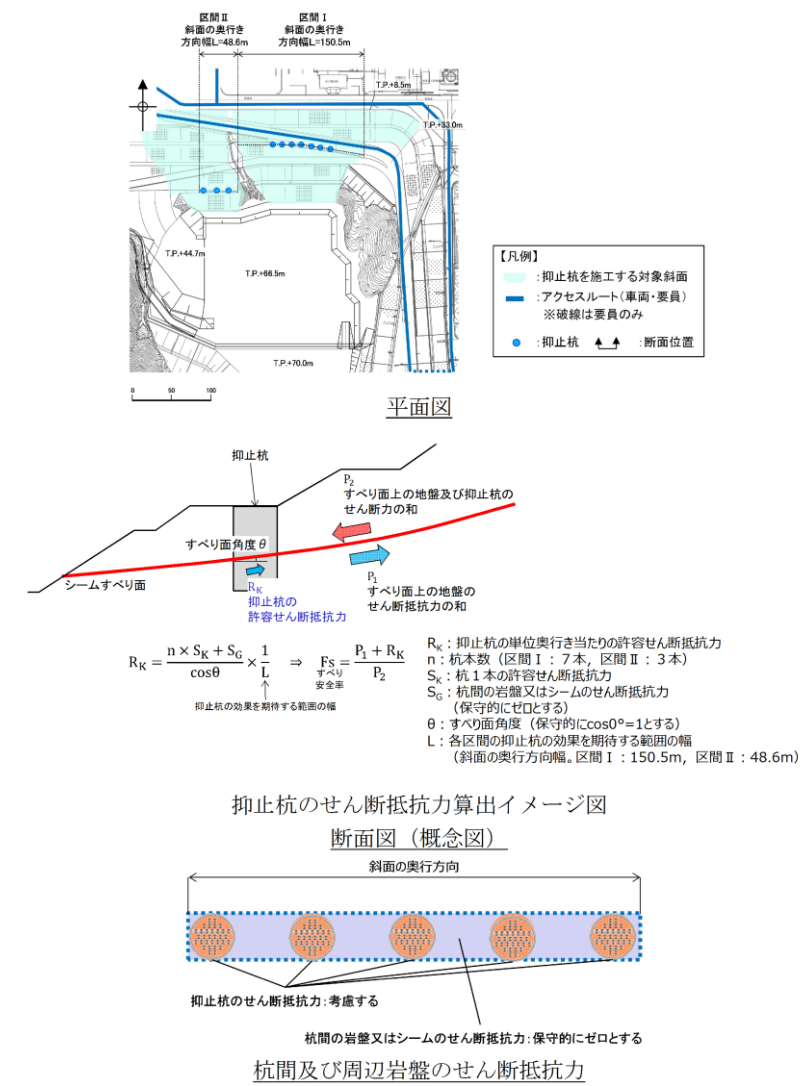 区間Ⅱ
斜面の奥行き
方向幅L=48.6m
区間Ⅰ
斜面の奥行き
方向幅L=150.5m
T.P.+8.5m
T.P.+33.0m
T.P.+44.7m
T.P.+66.5m
T.P.+70.0m
0 50 100
【凡例】
:抑止杭を施工する対象斜面
:アクセスルート(車両・要員)
※破線は要員のみ
:抑止杭
:断面位置
平面図
抑止杭
P₂
すべり面上の地盤及び抑止杭の
せん断力の和
すべり面角度θ
シームすべり面
R_K
抑止杭の
許容せん断抵抗力
P₁
すべり面上の地盤の
せん断抵抗力の和
R_K = (n × S_K + S_G)/cosθ × 1/L ⇒ Fs = (P₁ + R_K)/P₂
すべり
安全率
抑止杭の効果を期待する範囲の幅
R_K:抑止杭の単位奥行き当たりの許容せん断抵抗力
n:杭本数(区間Ⅰ:7本,区間Ⅱ:3本)
S_K:杭1本の許容せん断抵抗力
S_G:杭間の岩盤又はシームのせん断抵抗力
(保守的にゼロとする)
θ:すべり面角度(保守的にcos0°=1とする)
L:各区間の抑止杭の効果を期待する範囲の幅
(斜面の奥行方向幅。区間Ⅰ:150.5m,区間Ⅱ:48.6m)
抑止杭のせん断抵抗力算出イメージ図
断面図(概念図)
斜面の奥行方向
抑止杭のせん断抵抗力:考慮する
杭間の岩盤又はシームのせん断抵抗力:保守的にゼロとする
杭間及び周辺岩盤のせん断抵抗力